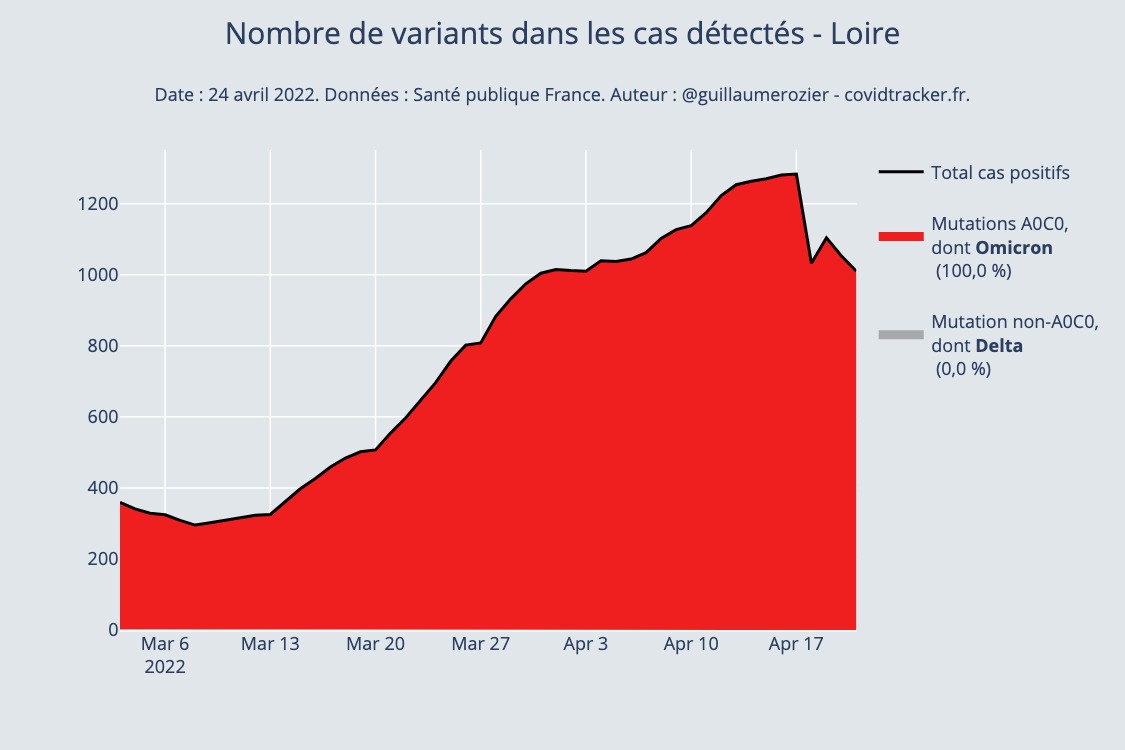 Nombre de variants dans les cas détectés - Loire
Date : 24 avril 2022. Données : Santé publique France. Auteur : @guillaumerozier - covidtracker.fr.
Total cas positifs
Mutations A0C0,
dont Omicron
(100,0 %)
Mutation non-A0C0,
dont Delta
(0,0 %)
1200
1000
800
600
400
200
0
Mar 6 Mar 13 Mar 20 Mar 27 Apr 3 Apr 10 Apr 17
2022